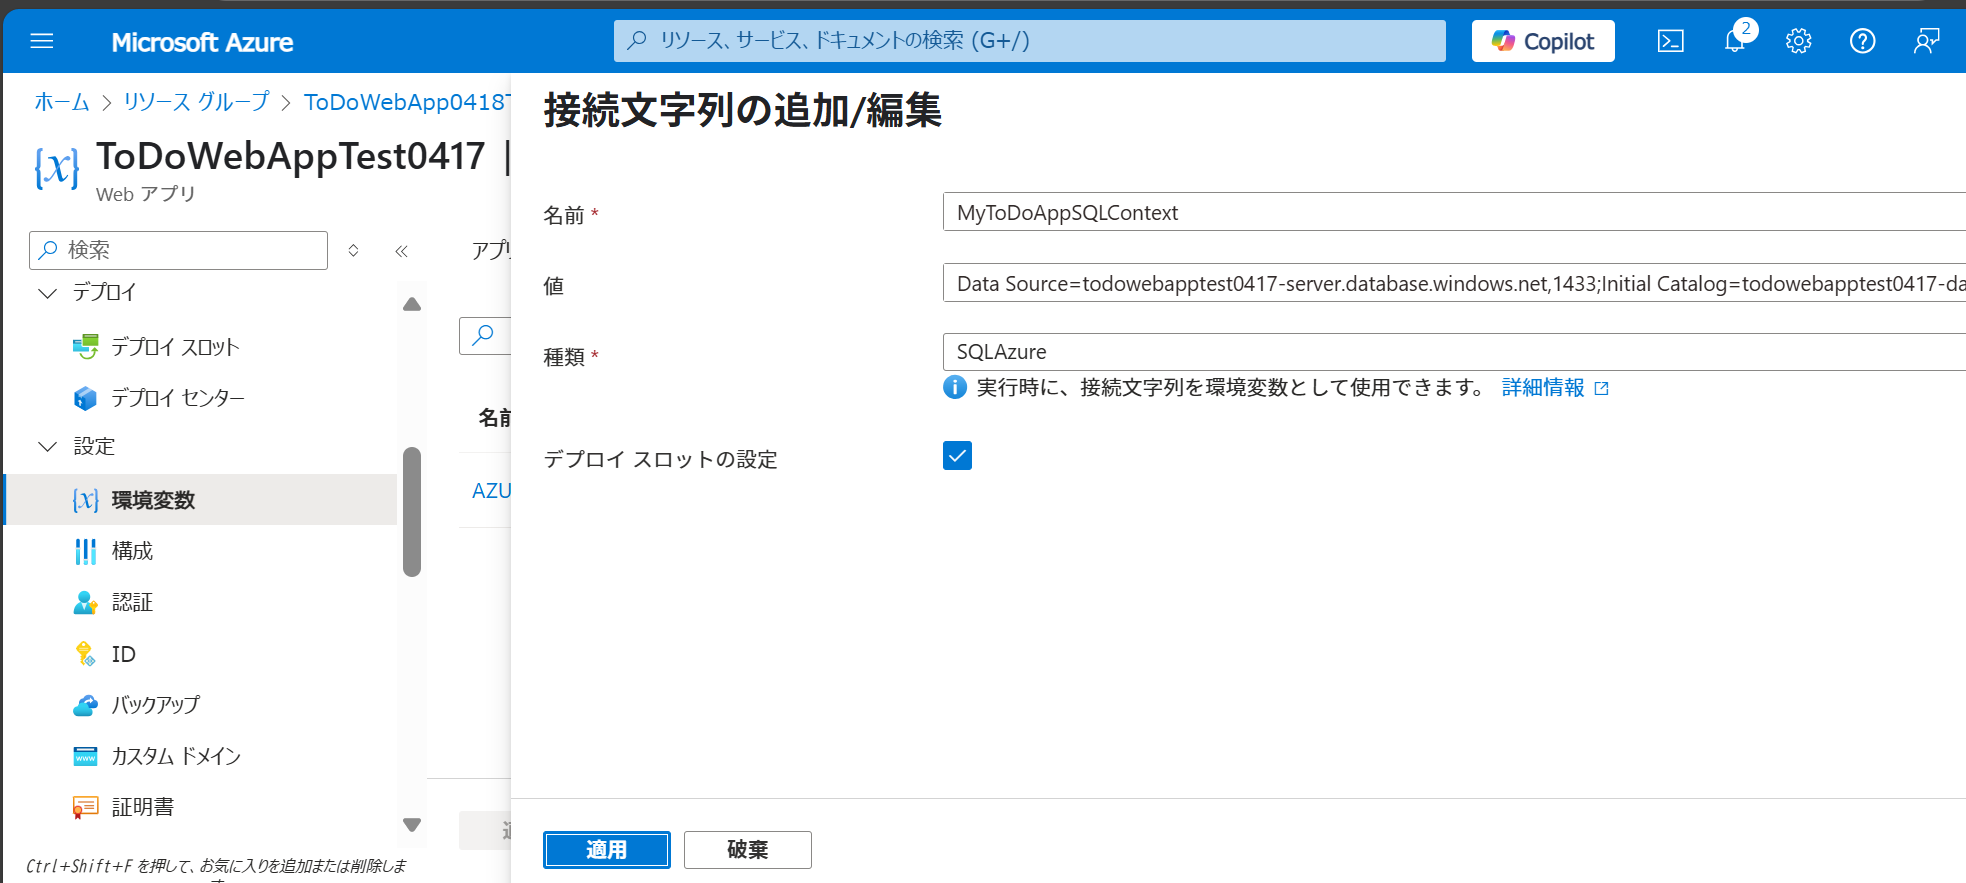 Microsoft Azure
リソース、サービス、ドキュメントの検索 (G+/)
Copilot
2
ホーム > リソース グループ > ToDoWebApp0418T
ToDoWebAppTest0417 |
Web アプリ
検索
デプロイ
デプロイ スロット
デプロイ センター
設定
環境変数
構成
認証
ID
バックアップ
カスタム ドメイン
証明書
Ctrl+Shift+F を押して、お気に入りを追加または削除しま
す。
アプリ
名前
AZU
接続文字列の追加/編集
名前 *
MyToDoAppSQLContext
値
Data Source=todowebapptest0417-server.database.windows.net,1433;Initial Catalog=todowebapptest0417-da
種類 *
SQLAzure
実行時に、接続文字列を環境変数として使用できます。 詳細情報
デプロイ スロットの設定
適用
破棄